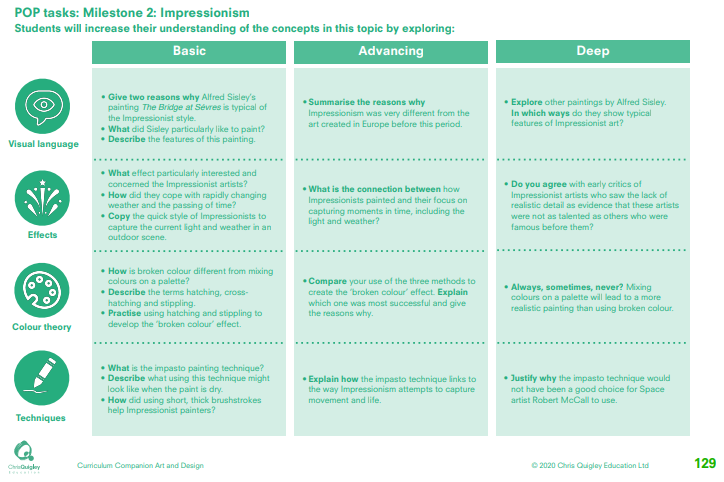 POP tasks: Milestone 2: Impressionism
Students will increase their understanding of the concepts in this topic by exploring:
Basic
Advancing
Deep
Visual language
• Give two reasons why Alfred Sisley's
painting The Bridge at Sèvres is typical of
the Impressionist style.
• What did Sisley particularly like to paint?
• Describe the features of this painting.
• Summarise the reasons why
Impressionism was very different from the
art created in Europe before this period.
• Explore other paintings by Alfred Sisley.
In which ways do they show typical
features of Impressionist art?
Effects
• What effect particularly interested and
concerned the Impressionist artists?
• How did they cope with rapidly changing
weather and the passing of time?
• Copy the quick style of Impressionists to
capture the current light and weather in an
outdoor scene.
• What is the connection between how
Impressionists painted and their focus on
capturing moments in time, including the
light and weather?
• Do you agree with early critics of
Impressionist artists who saw the lack of
realistic detail as evidence that these artists
were not as talented as others who were
famous before them?
Colour theory
• How is broken colour different from mixing
colours on a palette?
• Describe the terms hatching, cross-
hatching and stippling.
• Practise using hatching and stippling to
develop the 'broken colour' effect.
• Compare your use of the three methods to
create the 'broken colour' effect. Explain
which one was most successful and give
the reasons why.
• Always, sometimes, never? Mixing
colours on a palette will lead to a more
realistic painting than using broken colour.
Techniques
• What is the impasto painting technique?
• Describe what using this technique might
look like when the paint is dry.
• How did using short, thick brushstrokes
help Impressionist painters?
• Explain how the impasto technique links to
the way Impressionism attempts to capture
movement and life.
• Justify why the impasto technique would
not have been a good choice for Space
artist Robert McCall to use.
Chris Quigley
Education
Curriculum Companion Art and Design
© 2020 Chris Quigley Education Ltd
129